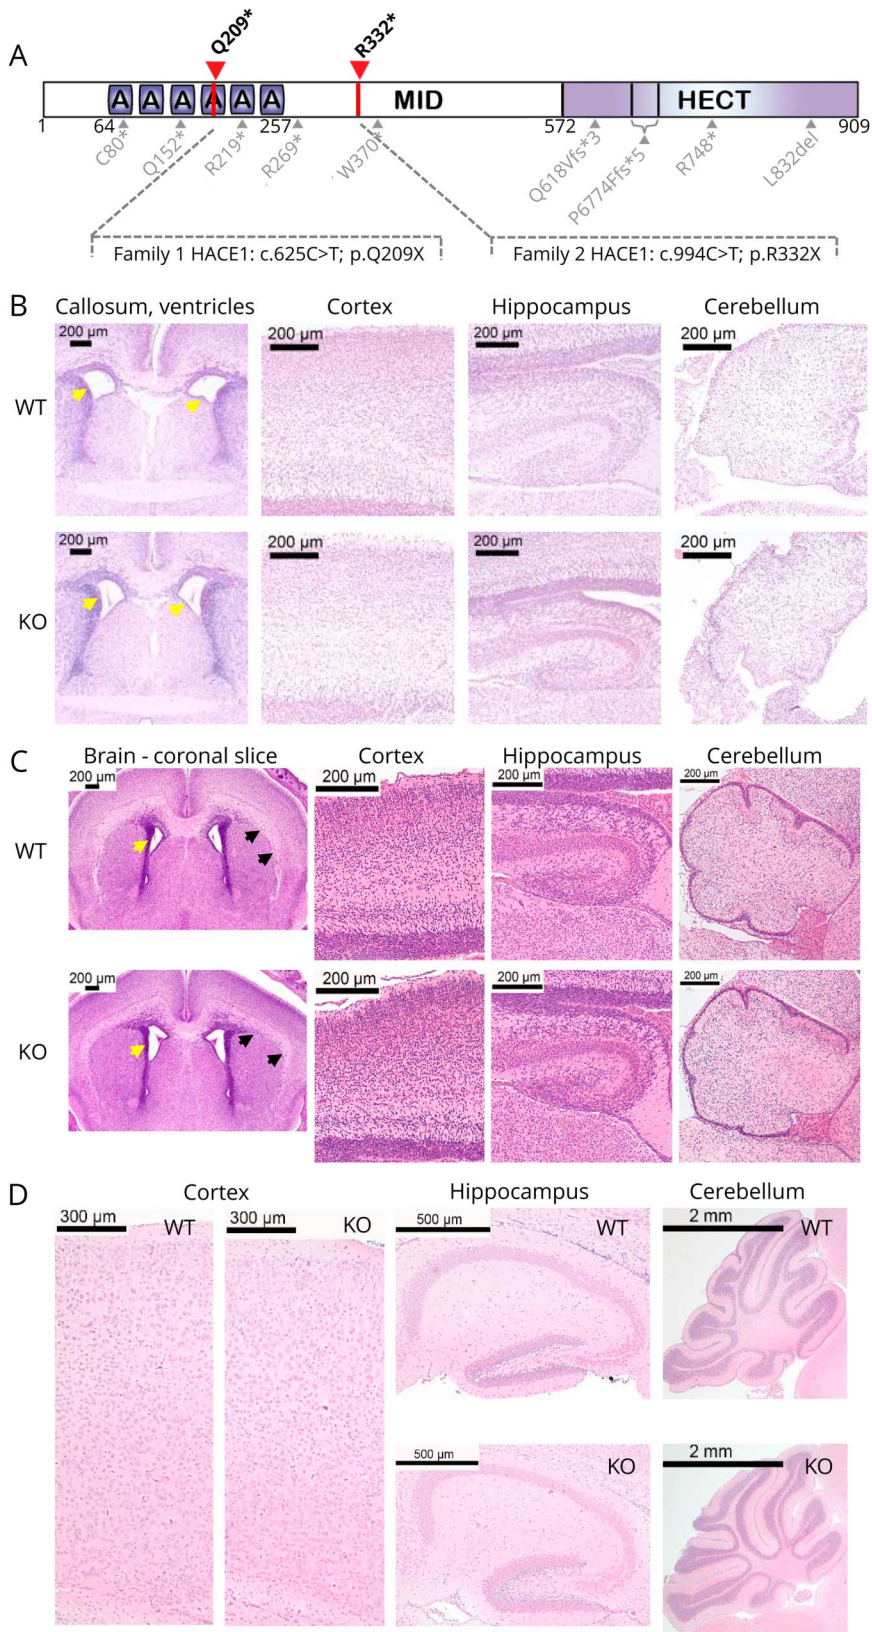 A
Q209*
R332*
A A A A A A
MID
HECT
1
64
257
572
909
C80*
Q152*
R219*
R269*
W370*
Q618Vfs*3
P6774Ffs*5
R748*
L832del
Family 1 HACE1: c.625C>T; p.Q209X
Family 2 HACE1: c.994C>T; p.R332X
B
Callosum, ventricles
Cortex
Hippocampus
Cerebellum
WT
200 µm
200 µm
200 µm
200 µm
KO
200 µm
200 µm
200 µm
200 µm
C
Brain - coronal slice
Cortex
Hippocampus
Cerebellum
WT
200 µm
200 µm
200 µm
200 µm
KO
200 µm
200 µm
200 µm
200 µm
D
Cortex
Hippocampus
Cerebellum
300 µm
WT
300 µm
KO
500 µm
WT
2 mm
WT
500 µm
KO
2 mm
KO